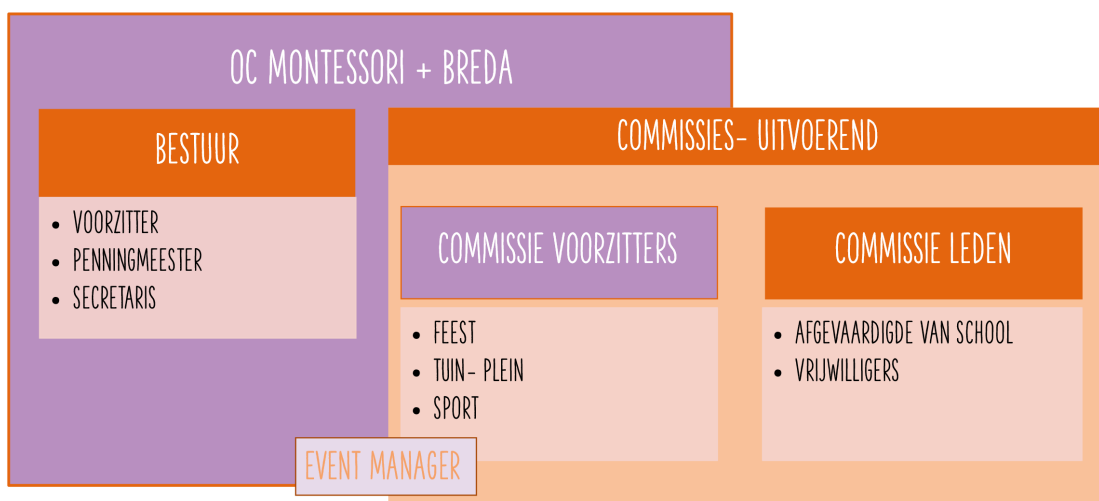 OC MONTESSORI + BREDA
BESTUUR
• VOORZITTER
• PENNINGMEESTER
• SECRETARIS
COMMISSIES- UITVOEREND
COMMISSIE VOORZITTERS
• FEEST
• TUIN- PLEIN
• SPORT
COMMISSIE LEDEN
• AFGEVAARDIGDE VAN SCHOOL
• VRIJWILLIGERS
EVENT MANAGER